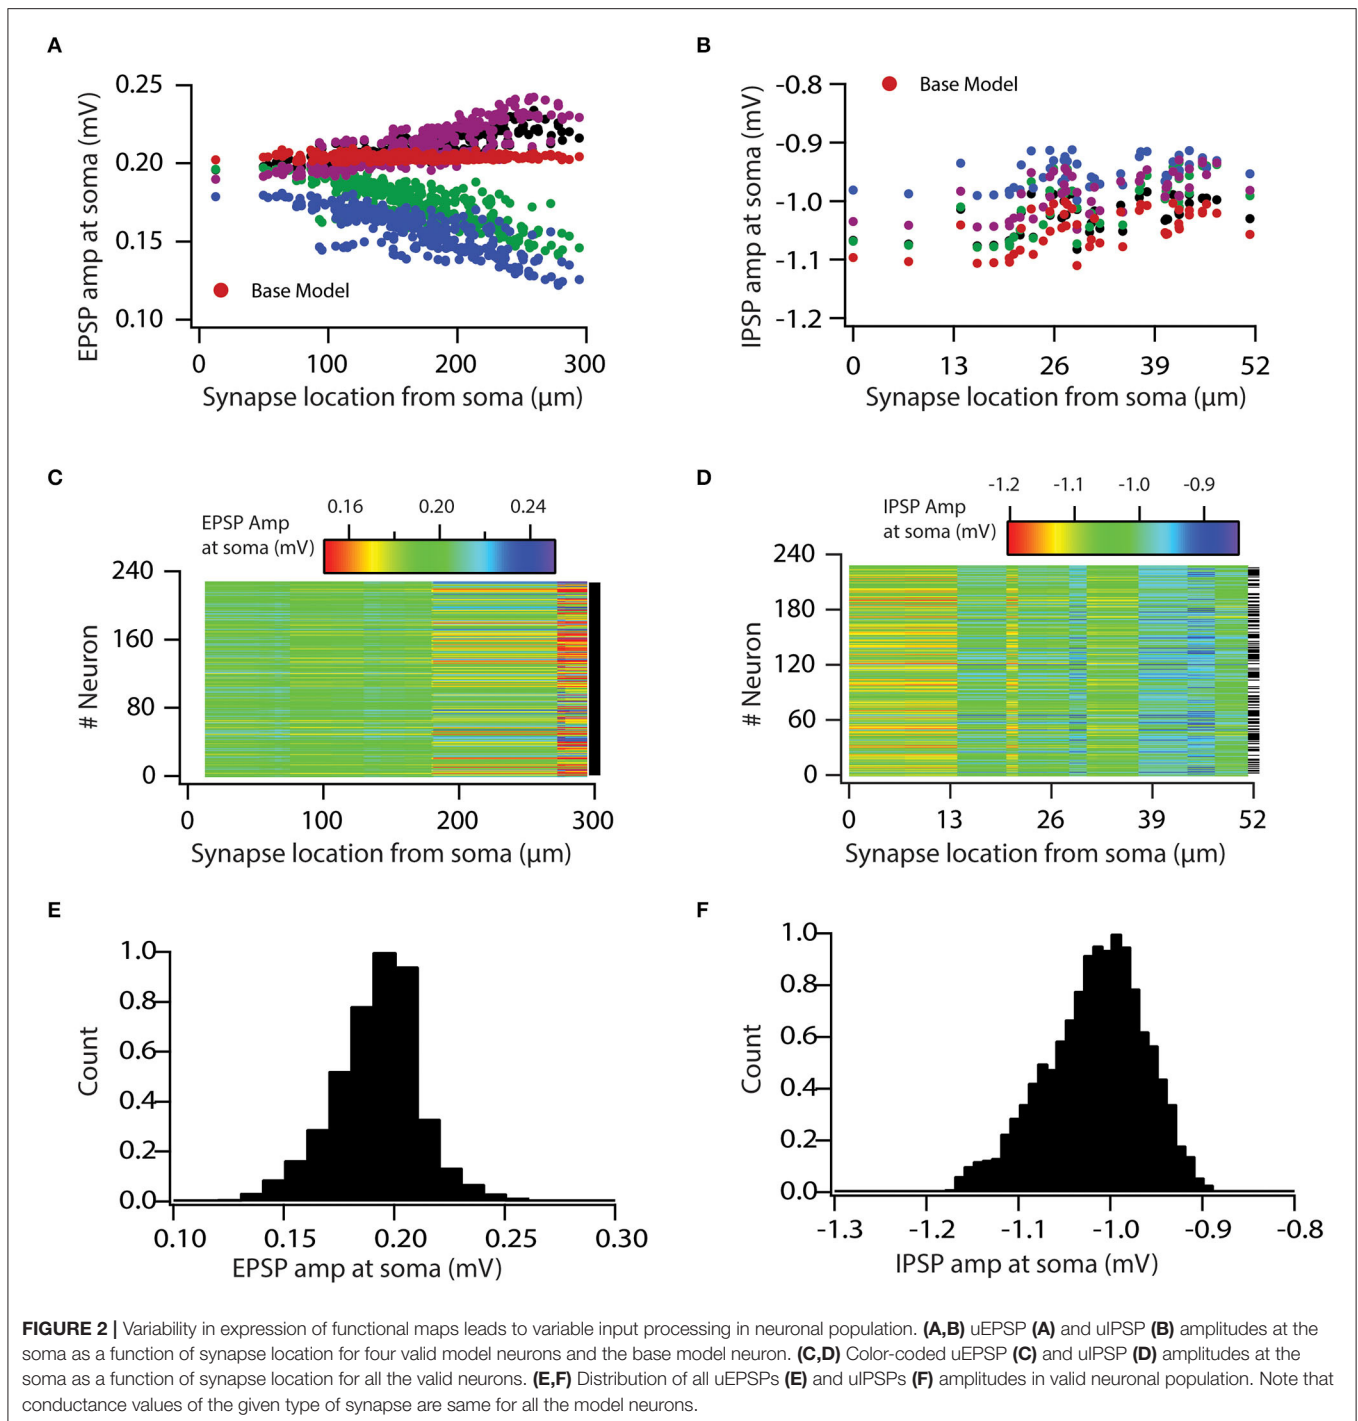 A
EPSP amp at soma (mV)
0.25
0.20
0.15
0.10
Base Model
0 100 200 300
Synapse location from soma (μm)
B
IPSP amp at soma (mV)
-0.8
-0.9
-1.0
-1.1
-1.2
Base Model
0 13 26 39 52
Synapse location from soma (μm)
C
0.16 0.20 0.24
EPSP Amp
at soma (mV)
# Neuron
240
160
80
0
0 100 200 300
Synapse location from soma (μm)
D
-1.2 -1.1 -1.0 -0.9
IPSP Amp
at soma (mV)
# Neuron
240
180
120
60
0
0 13 26 39 52
Synapse location from soma (μm)
E
Count
1.0
0.8
0.6
0.4
0.2
0.0
0.10 0.15 0.20 0.25 0.30
EPSP amp at soma (mV)
F
Count
1.0
0.8
0.6
0.4
0.2
0.0
-1.3 -1.2 -1.1 -1.0 -0.9 -0.8
IPSP amp at soma (mV)
FIGURE 2 | Variability in expression of functional maps leads to variable input processing in neuronal population. (A,B) uEPSP (A) and uIPSP (B) amplitudes at the
soma as a function of synapse location for four valid model neurons and the base model neuron. (C,D) Color-coded uEPSP (C) and uIPSP (D) amplitudes at the
soma as a function of synapse location for all the valid neurons. (E,F) Distribution of all uEPSPs (E) and uIPSPs (F) amplitudes in valid neuronal population. Note that
conductance values of the given type of synapse are same for all the model neurons.